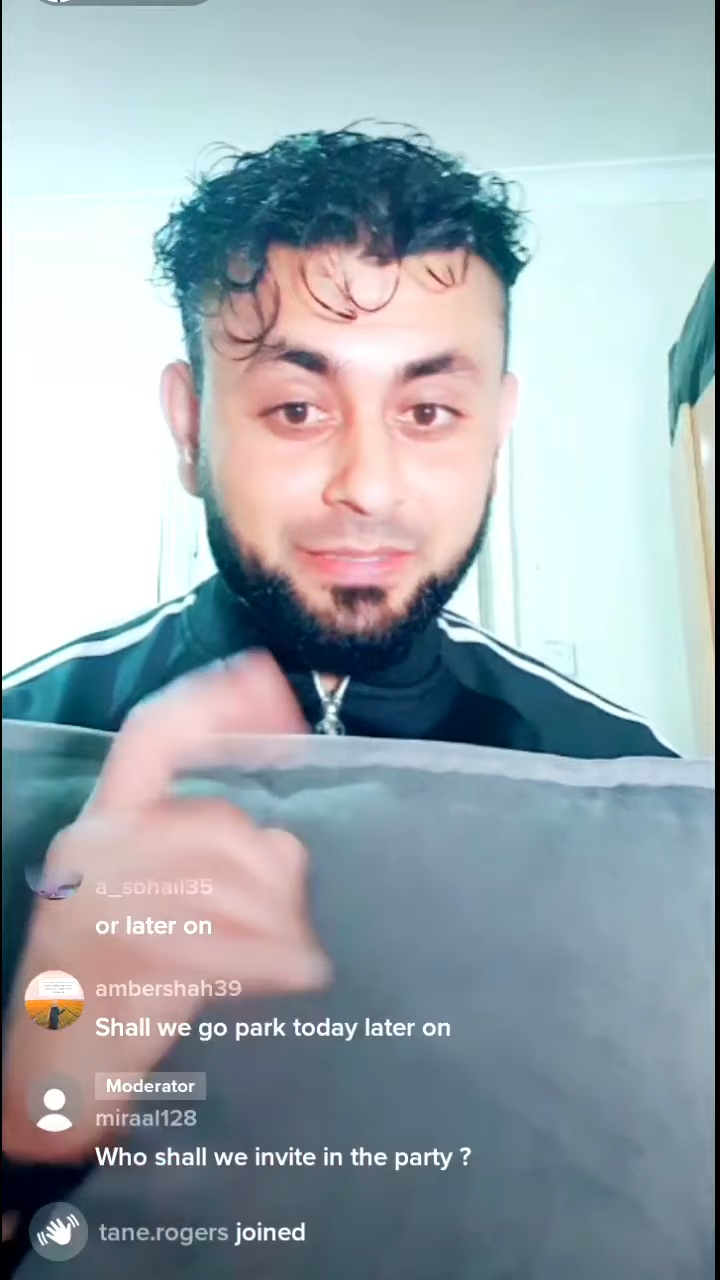 a_sohail35
or later on
ambershah39
Shall we go park today later on
Moderator
miraal128
Who shall we invite in the party ?
tane.rogers joined